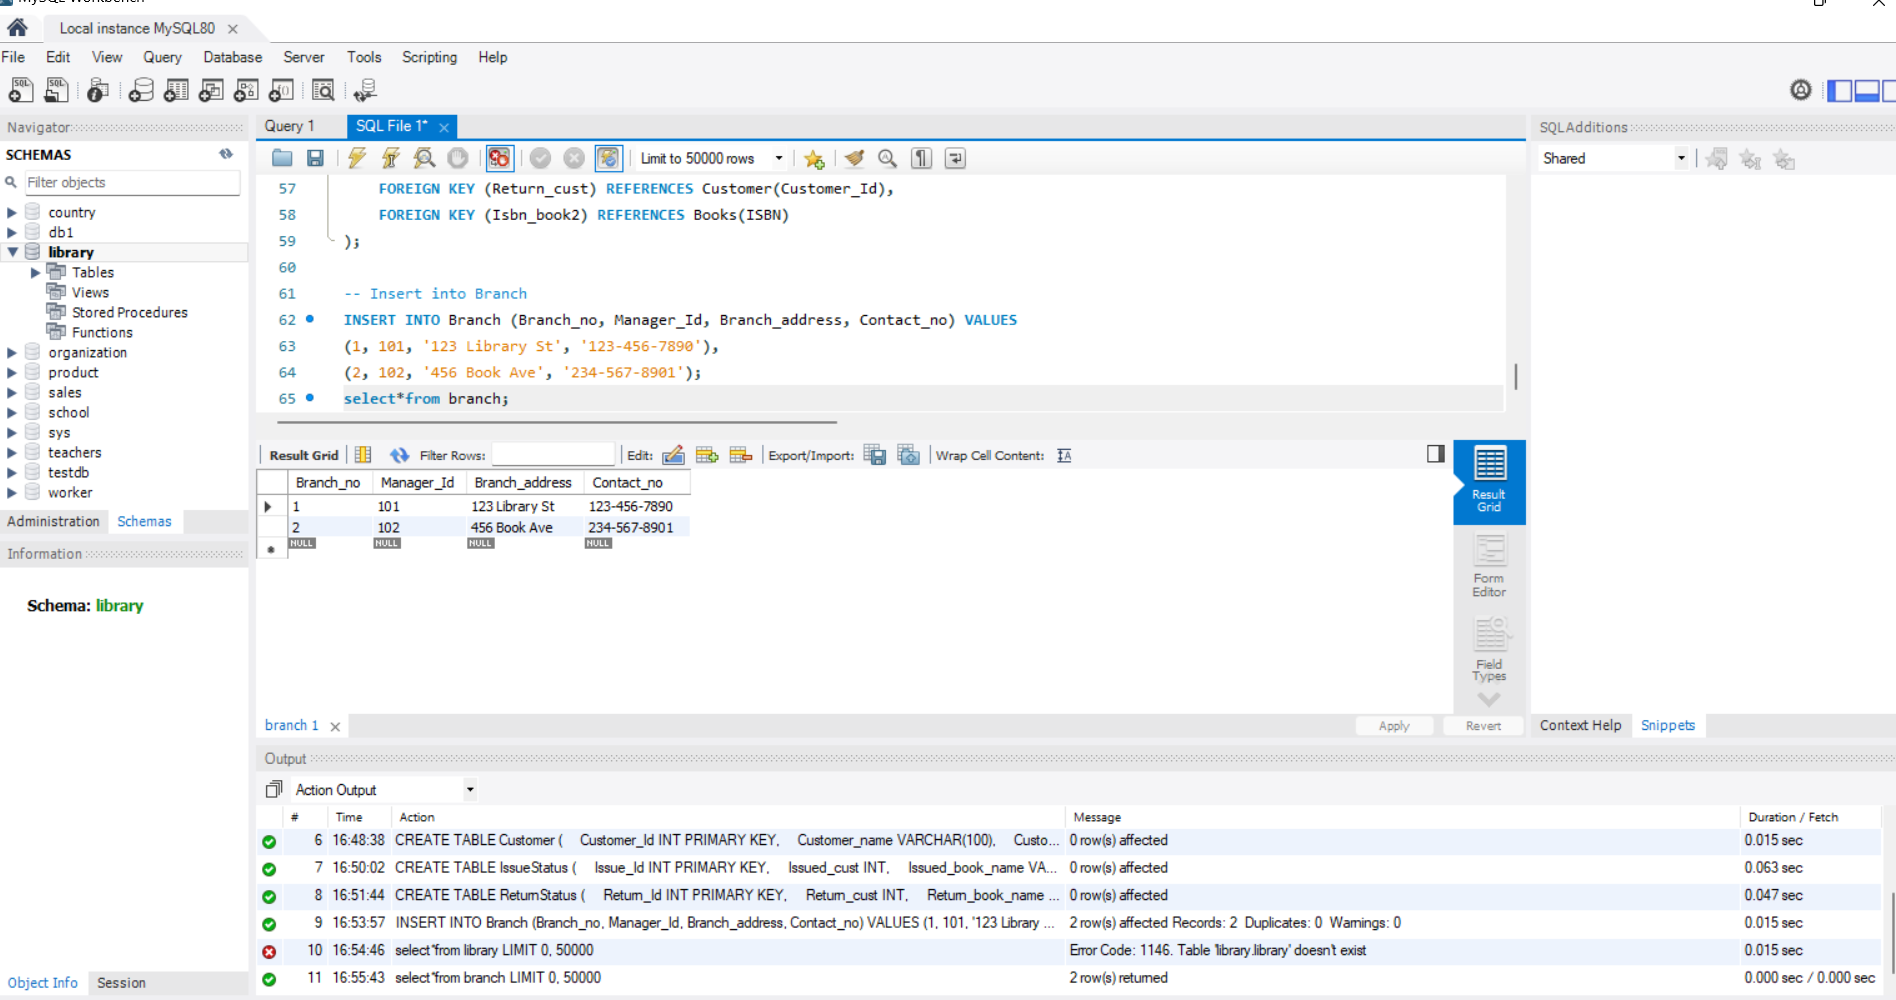 MySQL Workbench
Local instance MySQL80
File Edit View Query Database Server Tools Scripting Help
Navigator
SCHEMAS
Filter objects
country
db1
library
Tables
Views
Stored Procedures
Functions
organization
product
sales
school
sys
teachers
testdb
worker
Administration Schemas
Information
Schema: library
Object Info Session
Query 1 SQL File 1*
Limit to 50000 rows
57 FOREIGN KEY (Return_cust) REFERENCES Customer(Customer_Id),
58 FOREIGN KEY (Isbn_book2) REFERENCES Books(ISBN)
59 );
60
61 -- Insert into Branch
62 INSERT INTO Branch (Branch_no, Manager_Id, Branch_address, Contact_no) VALUES
63 (1, 101, '123 Library St', '123-456-7890'),
64 (2, 102, '456 Book Ave', '234-567-8901');
65 select*from branch;
Result Grid Filter Rows: Edit: Export/Import: Wrap Cell Content:
Branch_no Manager_Id Branch_address Contact_no
1 101 123 Library St 123-456-7890
2 102 456 Book Ave 234-567-8901
NULL NULL NULL NULL
Result
Grid
Form
Editor
Field
Types
branch 1
Apply Revert
SQLAdditions
Shared
Context Help Snippets
Output
Action Output
# Time Action Message Duration / Fetch
6 16:48:38 CREATE TABLE Customer ( Customer_Id INT PRIMARY KEY, Customer_name VARCHAR(100), Custo... 0 row(s) affected 0.015 sec
7 16:50:02 CREATE TABLE IssueStatus ( Issue_Id INT PRIMARY KEY, Issued_cust INT, Issued_book_name VA... 0 row(s) affected 0.063 sec
8 16:51:44 CREATE TABLE ReturnStatus ( Return_Id INT PRIMARY KEY, Return_cust INT, Return_book_name ... 0 row(s) affected 0.047 sec
9 16:53:57 INSERT INTO Branch (Branch_no, Manager_Id, Branch_address, Contact_no) VALUES (1, 101, '123 Library ... 2 row(s) affected Records: 2 Duplicates: 0 Warnings: 0 0.015 sec
10 16:54:46 select*from library LIMIT 0, 50000 Error Code: 1146. Table 'library.library' doesn't exist 0.015 sec
11 16:55:43 select*from branch LIMIT 0, 50000 2 row(s) returned 0.000 sec / 0.000 sec